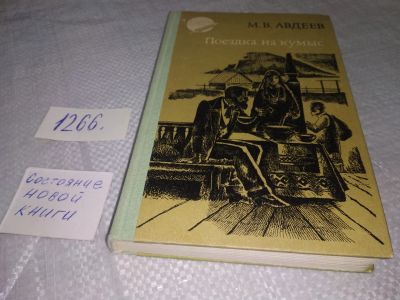 М.В.АВДЕЕВ
Поездка на кумыс
1266.
Состояние
новой
книги